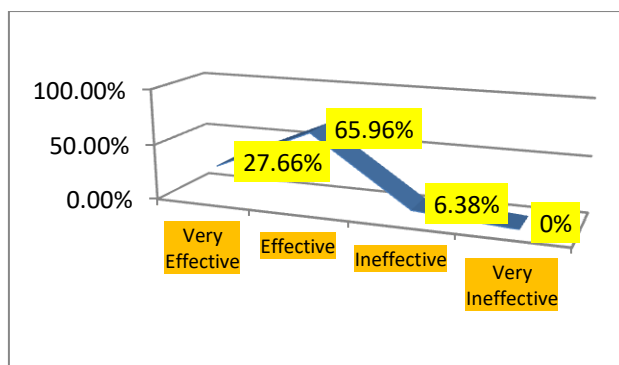 100.00%
50.00%
0.00%
27.66%
65.96%
6.38%
0%
Very
Effective
Effective
Ineffective
Very
Ineffective